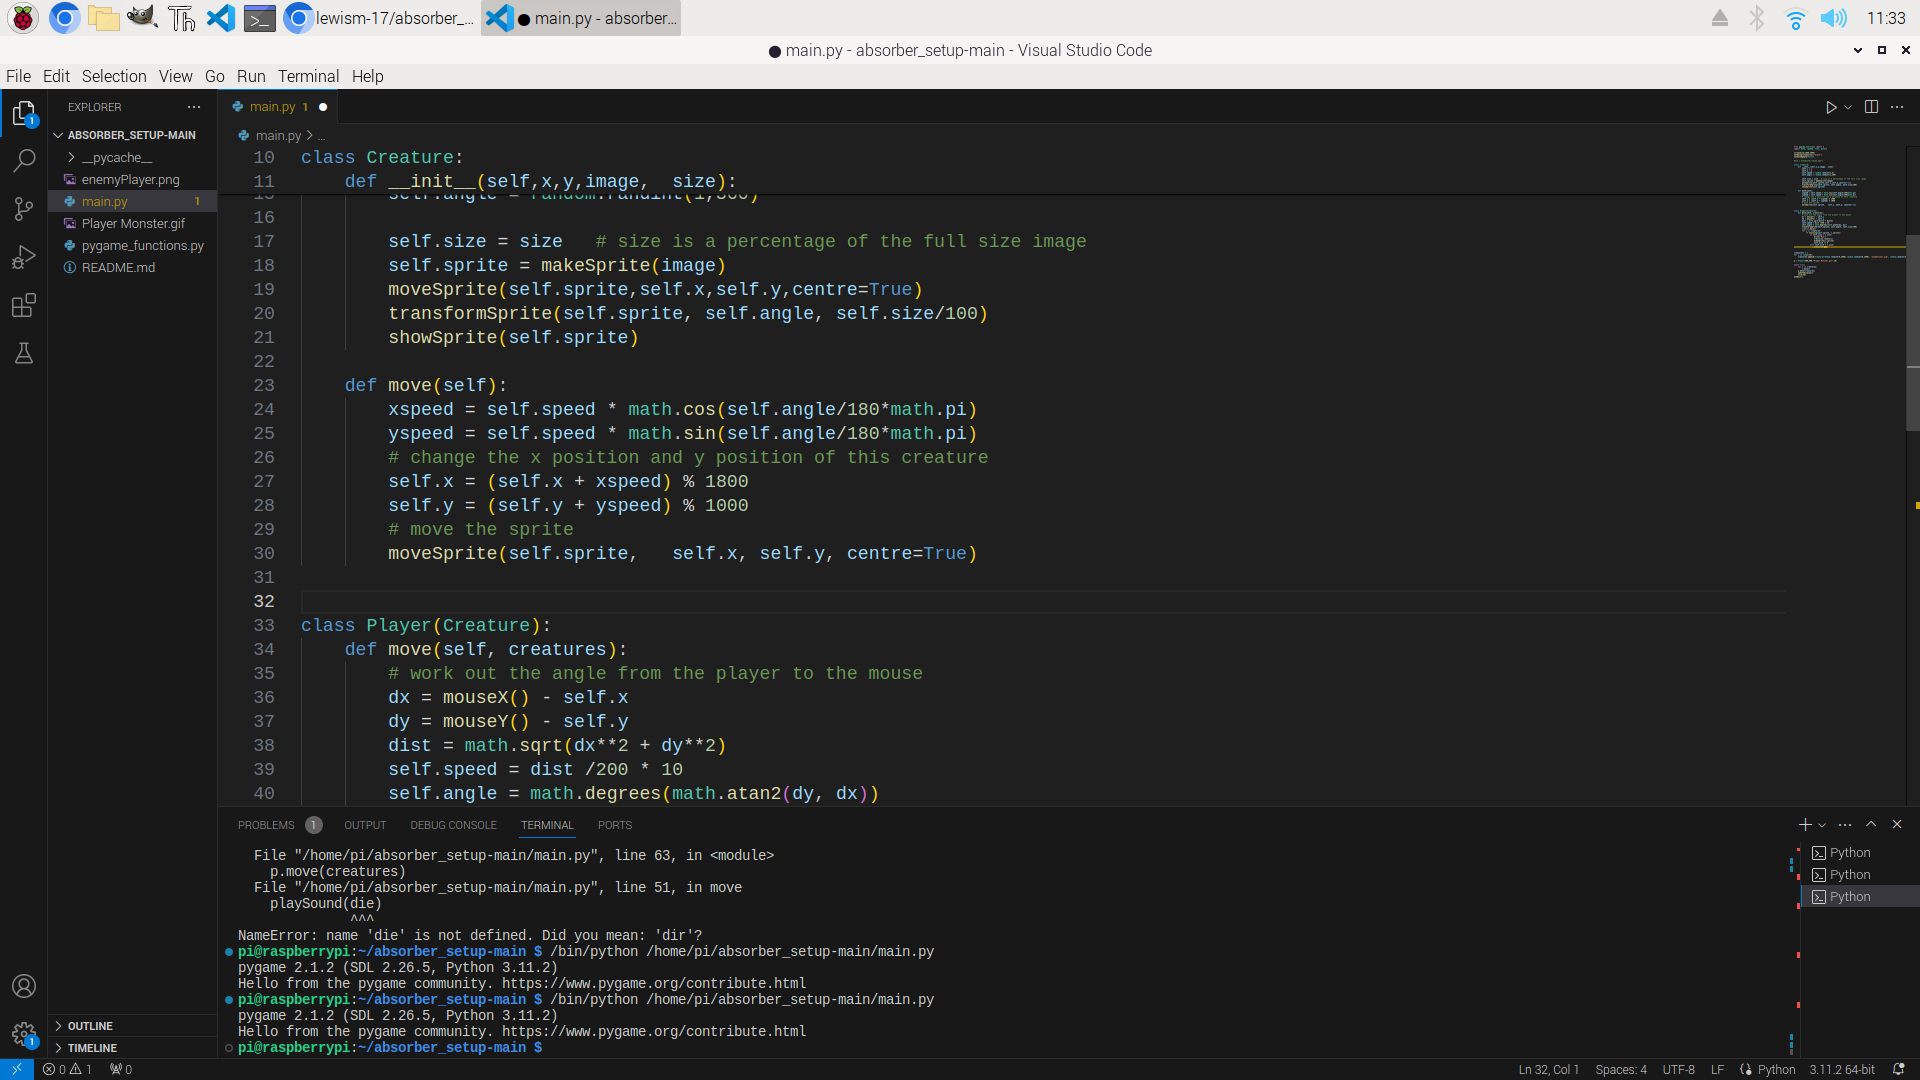 lewism-17/absorber_... ● main.py - absorber... 11:33
● main.py - absorber_setup-main - Visual Studio Code
File Edit Selection View Go Run Terminal Help
EXPLORER ···
ABSORBER_SETUP-MAIN
__pycache__
enemyPlayer.png
main.py 1
Player Monster.gif
pygame_functions.py
README.md
OUTLINE
TIMELINE
main.py 1 ●
main.py > ...
10 class Creature:
11     def __init__(self,x,y,image,  size):
15         self.angle = random.randint(1,360)
16
17         self.size = size   # size is a percentage of the full size image
18         self.sprite = makeSprite(image)
19         moveSprite(self.sprite,self.x,self.y,centre=True)
20         transformSprite(self.sprite, self.angle, self.size/100)
21         showSprite(self.sprite)
22
23     def move(self):
24         xspeed = self.speed * math.cos(self.angle/180*math.pi)
25         yspeed = self.speed * math.sin(self.angle/180*math.pi)
26         # change the x position and y position of this creature
27         self.x = (self.x + xspeed) % 1800
28         self.y = (self.y + yspeed) % 1000
29         # move the sprite
30         moveSprite(self.sprite,   self.x, self.y, centre=True)
31
32
33 class Player(Creature):
34     def move(self, creatures):
35         # work out the angle from the player to the mouse
36         dx = mouseX() - self.x
37         dy = mouseY() - self.y
38         dist = math.sqrt(dx**2 + dy**2)
39         self.speed = dist /200 * 10
40         self.angle = math.degrees(math.atan2(dy, dx))
PROBLEMS 1 OUTPUT DEBUG CONSOLE TERMINAL PORTS
File "/home/pi/absorber_setup-main/main.py", line 63, in <module>
p.move(creatures)
File "/home/pi/absorber_setup-main/main.py", line 51, in move
playSound(die)
^^^
NameError: name 'die' is not defined. Did you mean: 'dir'?
pi@raspberrypi:~/absorber_setup-main $ /bin/python /home/pi/absorber_setup-main/main.py
pygame 2.1.2 (SDL 2.26.5, Python 3.11.2)
Hello from the pygame community. https://www.pygame.org/contribute.html
pi@raspberrypi:~/absorber_setup-main $ /bin/python /home/pi/absorber_setup-main/main.py
pygame 2.1.2 (SDL 2.26.5, Python 3.11.2)
Hello from the pygame community. https://www.pygame.org/contribute.html
pi@raspberrypi:~/absorber_setup-main $
Python
Python
Python
0 1 0 Ln 32, Col 1 Spaces: 4 UTF-8 LF Python 3.11.2 64-bit